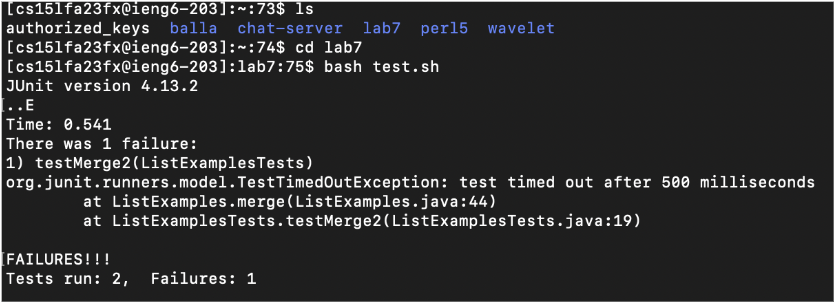 [cs15lfa23fx@ieng6-203]:~:73$ ls
authorized_keys  balla  chat-server  lab7  perl5  wavelet
[cs15lfa23fx@ieng6-203]:~:74$ cd lab7
[cs15lfa23fx@ieng6-203]:lab7:75$ bash test.sh
JUnit version 4.13.2
..E
Time: 0.541
There was 1 failure:
1) testMerge2(ListExamplesTests)
org.junit.runners.model.TestTimedOutException: test timed out after 500 milliseconds
        at ListExamples.merge(ListExamples.java:44)
        at ListExamplesTests.testMerge2(ListExamplesTests.java:19)
FAILURES!!!
Tests run: 2,  Failures: 1